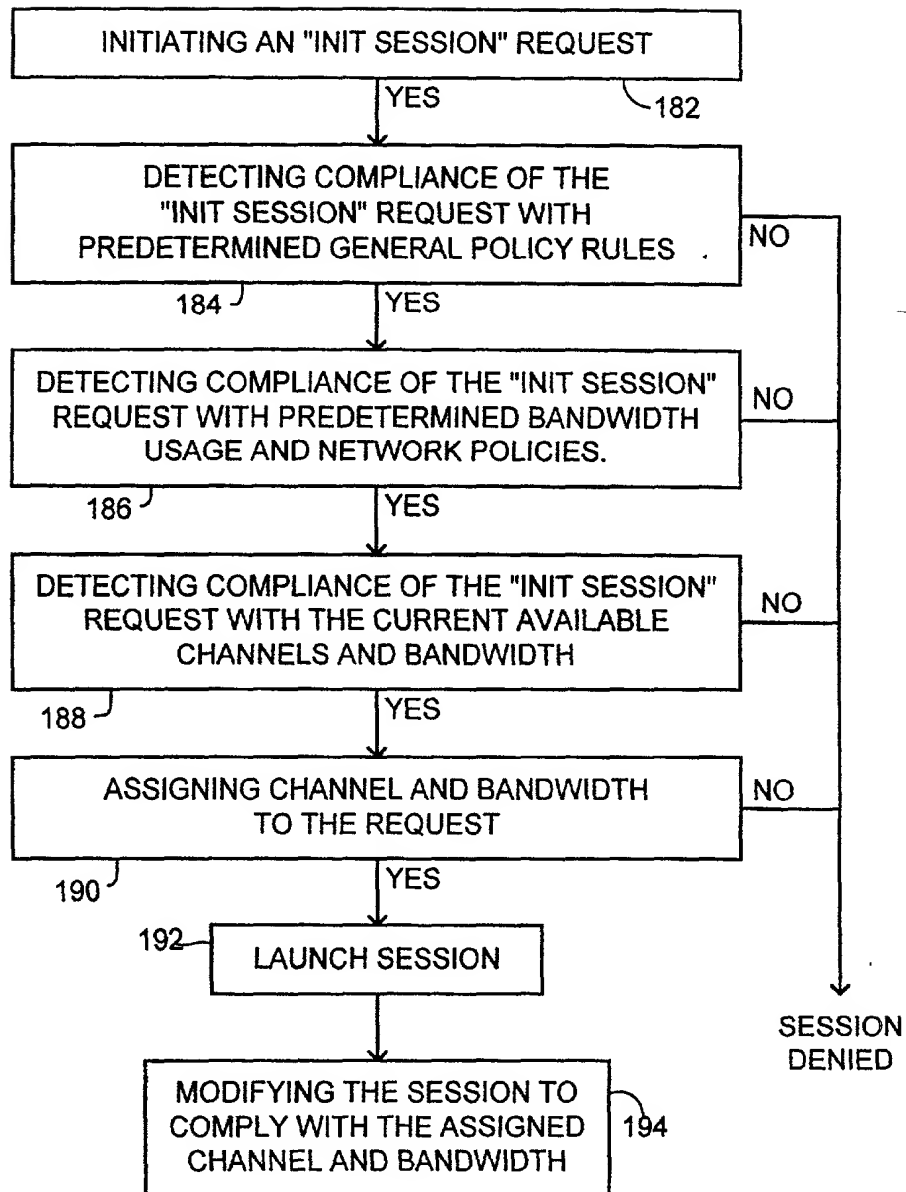 INITIATING AN "INIT SESSION" REQUEST
182
YES
DETECTING COMPLIANCE OF THE
"INIT SESSION" REQUEST WITH
PREDETERMINED GENERAL POLICY RULES
NO
184
YES
DETECTING COMPLIANCE OF THE "INIT SESSION"
REQUEST WITH PREDETERMINED BANDWIDTH
USAGE AND NETWORK POLICIES.
NO
186
YES
DETECTING COMPLIANCE OF THE "INIT SESSION"
REQUEST WITH THE CURRENT AVAILABLE
CHANNELS AND BANDWIDTH
NO
188
YES
ASSIGNING CHANNEL AND BANDWIDTH
TO THE REQUEST
NO
190
YES
192
LAUNCH SESSION
SESSION
DENIED
MODIFYING THE SESSION TO
COMPLY WITH THE ASSIGNED
CHANNEL AND BANDWIDTH
194